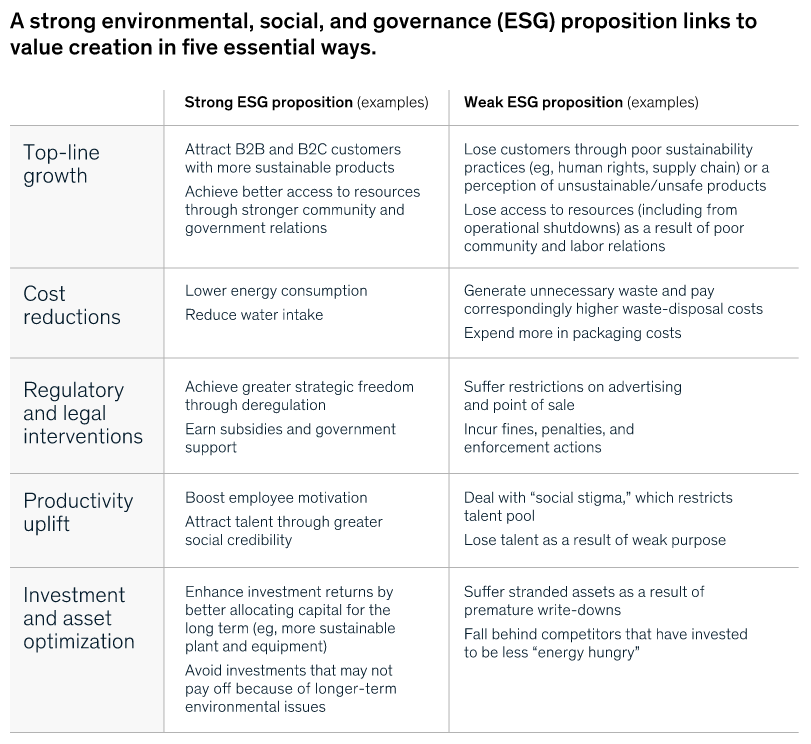 A strong environmental, social, and governance (ESG) proposition links to
value creation in five essential ways.
Strong ESG proposition (examples)
Weak ESG proposition (examples)
Top-line
growth
Attract B2B and B2C customers
with more sustainable products
Achieve better access to resources
through stronger community and
government relations
Lose customers through poor sustainability
practices (eg, human rights, supply chain) or a
perception of unsustainable/unsafe products
Lose access to resources (including from
operational shutdowns) as a result of poor
community and labor relations
Cost
reductions
Lower energy consumption
Reduce water intake
Generate unnecessary waste and pay
correspondingly higher waste-disposal costs
Expend more in packaging costs
Regulatory
and legal
interventions
Achieve greater strategic freedom
through deregulation
Earn subsidies and government
support
Suffer restrictions on advertising
and point of sale
Incur fines, penalties, and
enforcement actions
Productivity
uplift
Boost employee motivation
Attract talent through greater
social credibility
Deal with “social stigma,” which restricts
talent pool
Lose talent as a result of weak purpose
Investment
and asset
optimization
Enhance investment returns by
better allocating capital for the
long term (eg, more sustainable
plant and equipment)
Avoid investments that may not
pay off because of longer-term
environmental issues
Suffer stranded assets as a result of
premature write-downs
Fall behind competitors that have invested
to be less “energy hungry”